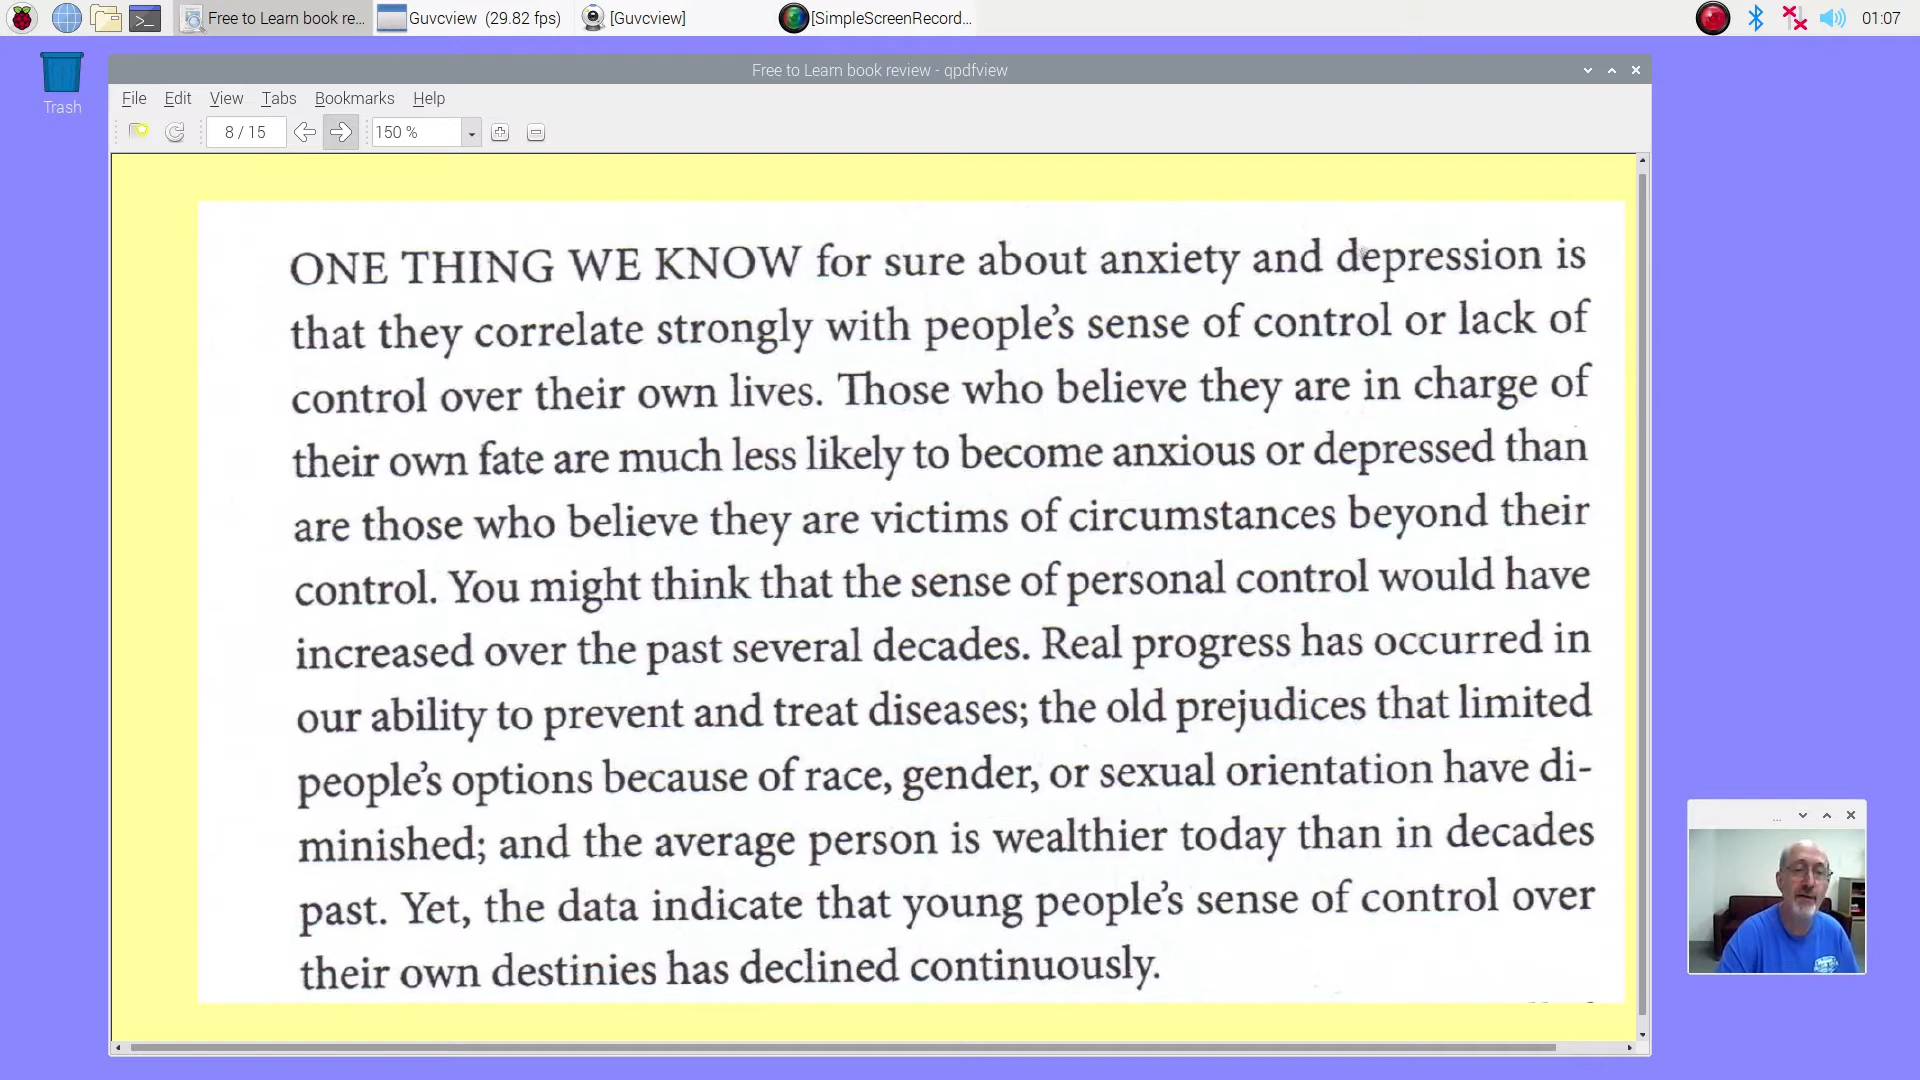 Free to Learn book re...
Guvcview (29.82 fps)
[Guvcview]
[SimpleScreenRecord...
01:07
Trash
Free to Learn book review - qpdfview
File Edit View Tabs Bookmarks Help
8 / 15
150 %
ONE THING WE KNOW for sure about anxiety and depression is
that they correlate strongly with people’s sense of control or lack of
control over their own lives. Those who believe they are in charge of
their own fate are much less likely to become anxious or depressed than
are those who believe they are victims of circumstances beyond their
control. You might think that the sense of personal control would have
increased over the past several decades. Real progress has occurred in
our ability to prevent and treat diseases; the old prejudices that limited
people’s options because of race, gender, or sexual orientation have di-
minished; and the average person is wealthier today than in decades
past. Yet, the data indicate that young people’s sense of control over
their own destinies has declined continuously.
...